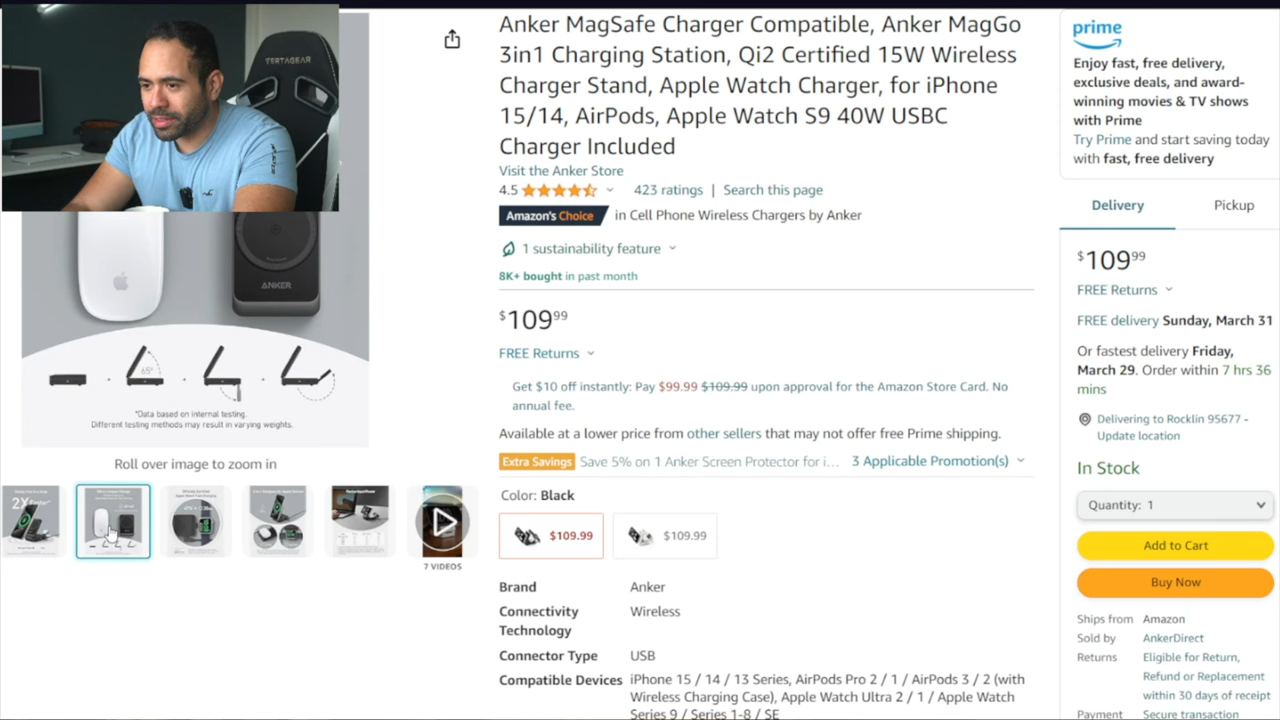 TERTAGEAR
ANKER
65°
*Data based on internal testing.
Different testing methods may result in varying weights.
Roll over image to zoom in
2X
7 VIDEOS
Anker MagSafe Charger Compatible, Anker MagGo
3in1 Charging Station, Qi2 Certified 15W Wireless
Charger Stand, Apple Watch Charger, for iPhone
15/14, AirPods, Apple Watch S9 40W USBC
Charger Included
Visit the Anker Store
4.5 423 ratings | Search this page
Amazon's Choice in Cell Phone Wireless Chargers by Anker
1 sustainability feature
8K+ bought in past month
$109 99
FREE Returns
Get $10 off instantly: Pay $99.99 $109.99 upon approval for the Amazon Store Card. No
annual fee.
Available at a lower price from other sellers that may not offer free Prime shipping.
Extra Savings Save 5% on 1 Anker Screen Protector for i... 3 Applicable Promotion(s)
Color: Black
$109.99 $109.99
Brand Anker
Connectivity Wireless
Technology
Connector Type USB
Compatible Devices iPhone 15 / 14 / 13 Series, AirPods Pro 2 / 1 / AirPods 3 / 2 (with
Wireless Charging Case), Apple Watch Ultra 2 / 1 / Apple Watch
Series 9 / Series 1-8 / SE
prime
Enjoy fast, free delivery,
exclusive deals, and award-
winning movies & TV shows
with Prime
Try Prime and start saving today
with fast, free delivery
Delivery Pickup
$109 99
FREE Returns
FREE delivery Sunday, March 31
Or fastest delivery Friday,
March 29. Order within 7 hrs 36
mins
Delivering to Rocklin 95677 -
Update location
In Stock
Quantity: 1
Add to Cart
Buy Now
Ships from Amazon
Sold by AnkerDirect
Returns Eligible for Return,
Refund or Replacement
within 30 days of receipt
Payment Secure transaction